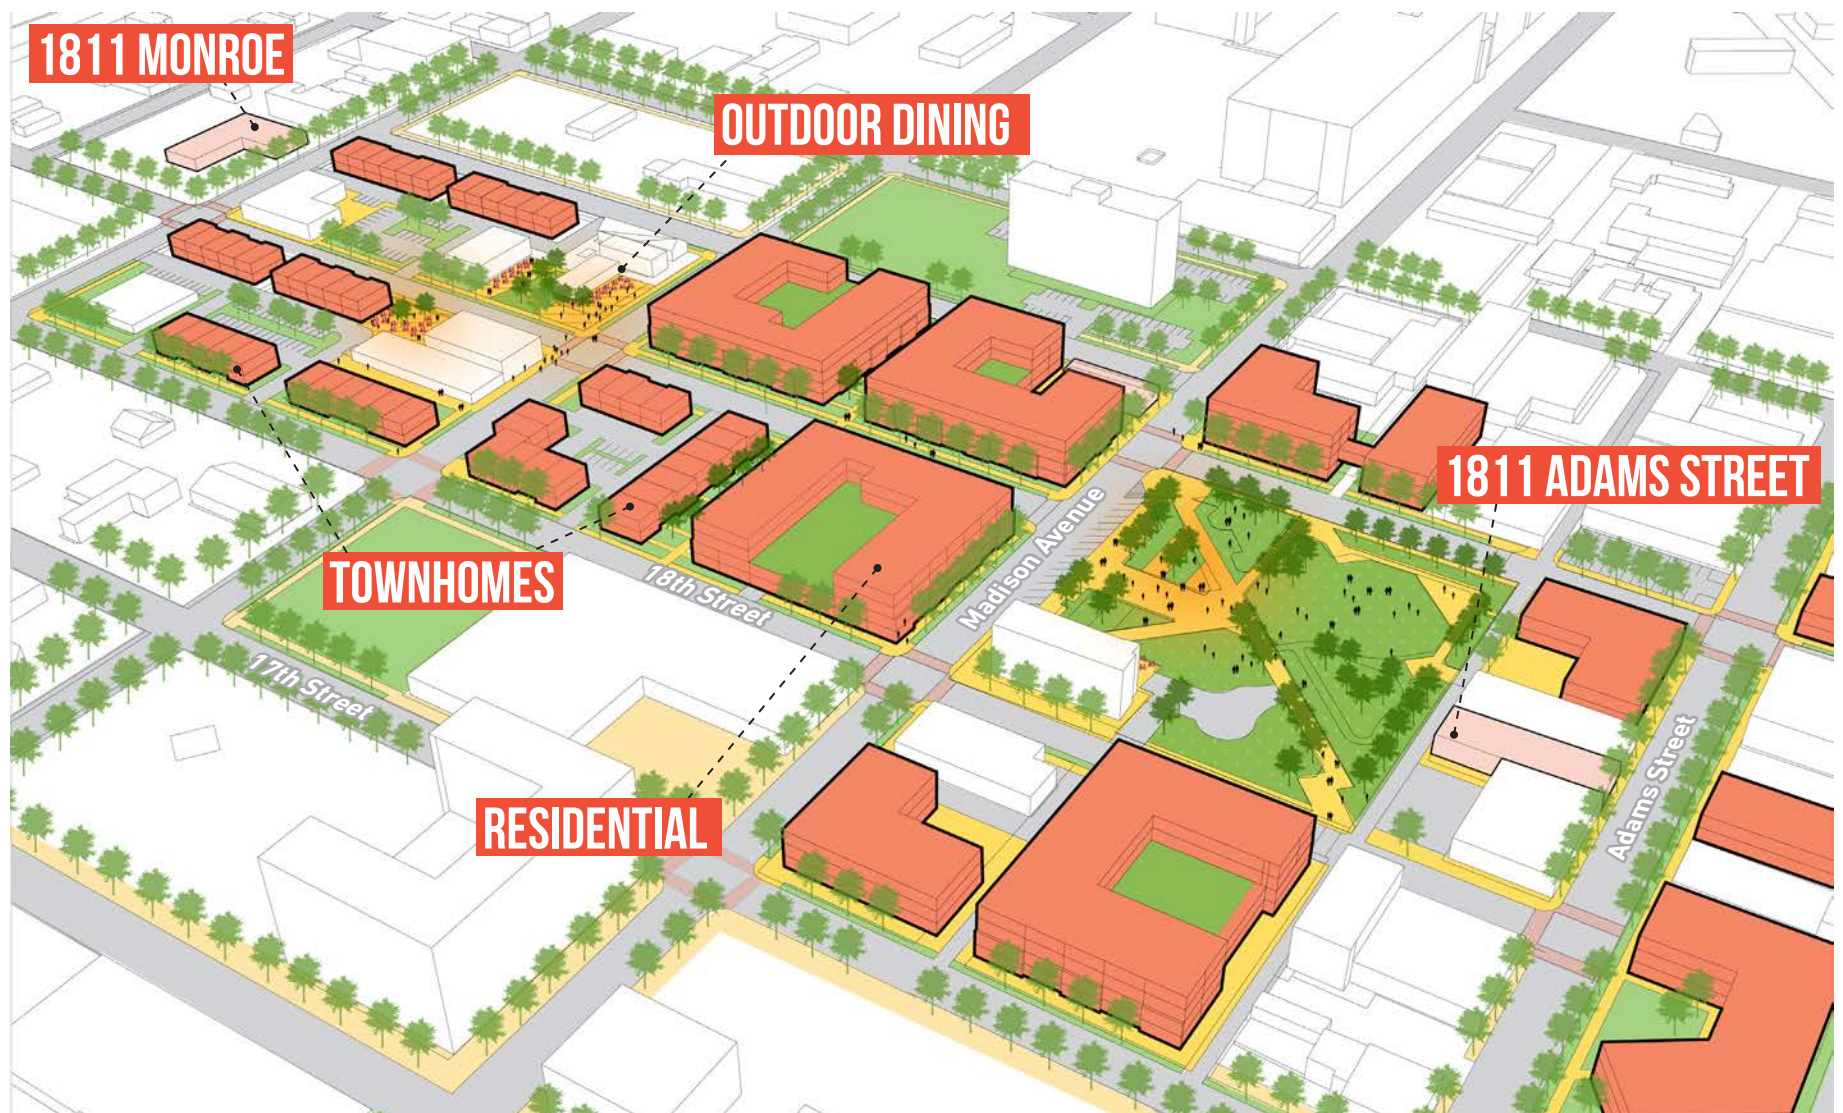 1811 MONROE
OUTDOOR DINING
1811 ADAMS STREET
Madison Avenue
TOWNHOMES
18th Street
17th Street
Adams Street
RESIDENTIAL